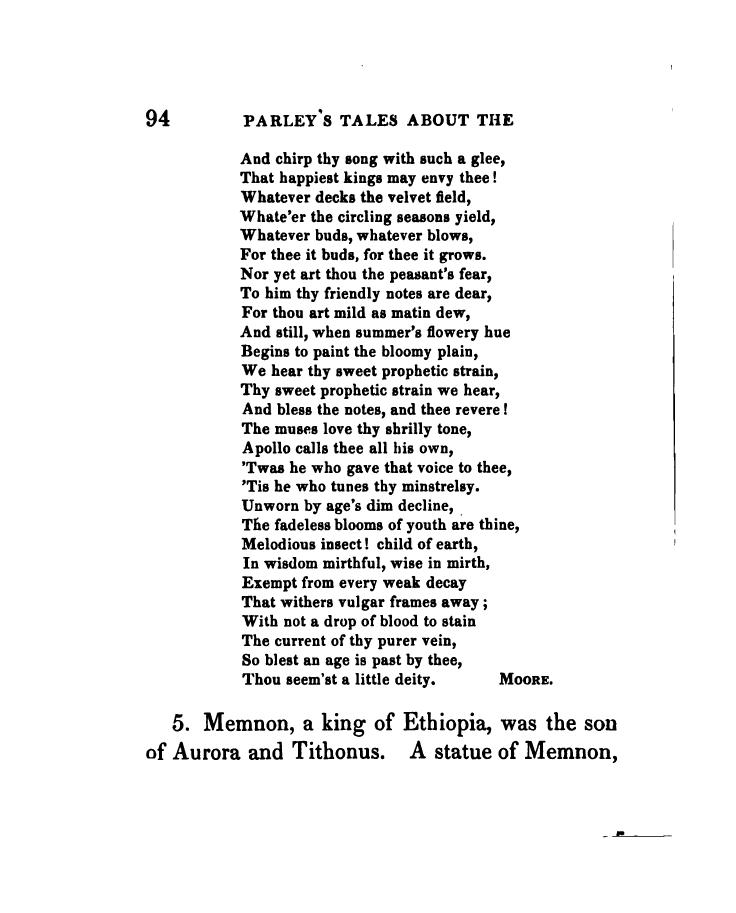 94 PARLEY'S TALES ABOUT THE
And chirp thy song with such a glee,
That happiest kings may envy thee!
Whatever decks the velvet field,
Whate'er the circling seasons yield,
Whatever buds, whatever blows,
For thee it buds, for thee it grows.
Nor yet art thou the peasant's fear,
To him thy friendly notes are dear,
For thou art mild as matin dew,
And still, when summer's flowery hue
Begins to paint the bloomy plain,
We hear thy sweet prophetic strain,
Thy sweet prophetic strain we hear,
And bless the notes, and thee revere!
The muses love thy shrilly tone,
Apollo calls thee all his own,
'Twas he who gave that voice to thee,
'Tis he who tunes thy minstrelsy.
Unworn by age's dim decline,
The fadeless blooms of youth are thine,
Melodious insect! child of earth,
In wisdom mirthful, wise in mirth,
Exempt from every weak decay
That withers vulgar frames away;
With not a drop of blood to stain
The current of thy purer vein,
So blest an age is past by thee,
Thou seem'st a little deity. MOORE.
5. Memnon, a king of Ethiopia, was the son
of Aurora and Tithonus. A statue of Memnon,